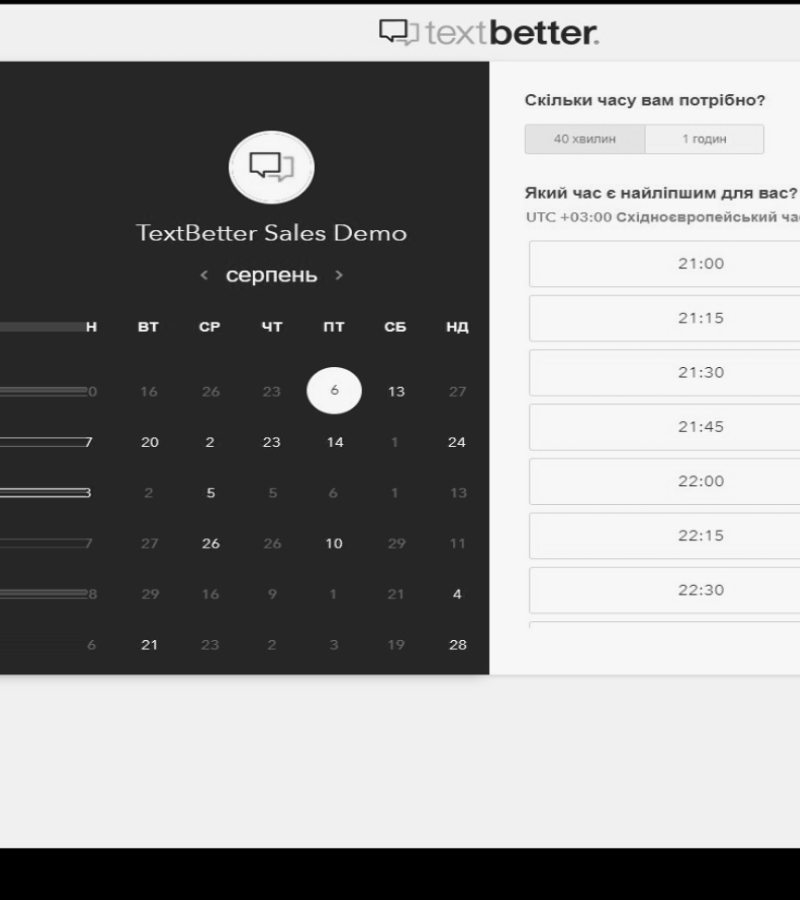 textbetter.
TextBetter Sales Demo
< серпень >
Н ВТ СР ЧТ ПТ СБ НД
0 16 26 23 6 13 27
7 20 2 23 14 1 24
3 2 5 5 6 1 13
7 27 26 26 10 29 11
8 29 16 9 1 21 4
6 21 23 2 3 19 28
Скільки часу вам потрібно?
40 хвилин 1 годин
Який час є найліпшим для вас?
UTC +03:00 Східноєвропейський
21:00
21:15
21:30
21:45
22:00
22:15
22:30